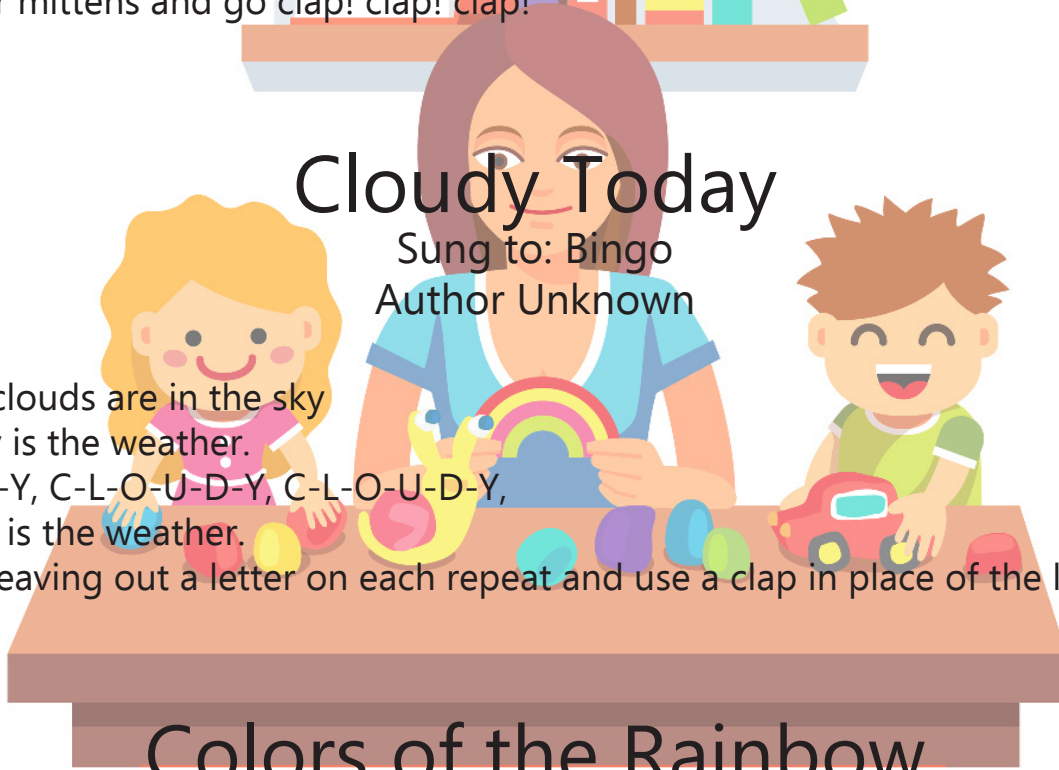 mittens and go clap! clap! clap!
Cloudy Today
Sung to: Bingo
Author Unknown
clouds are in the sky
is the weather.
-Y, C-L-O-U-D-Y, C-L-O-U-D-Y,
is the weather.
eaving out a letter on each repeat and use a clap in place of the
Colors of the Rainbow